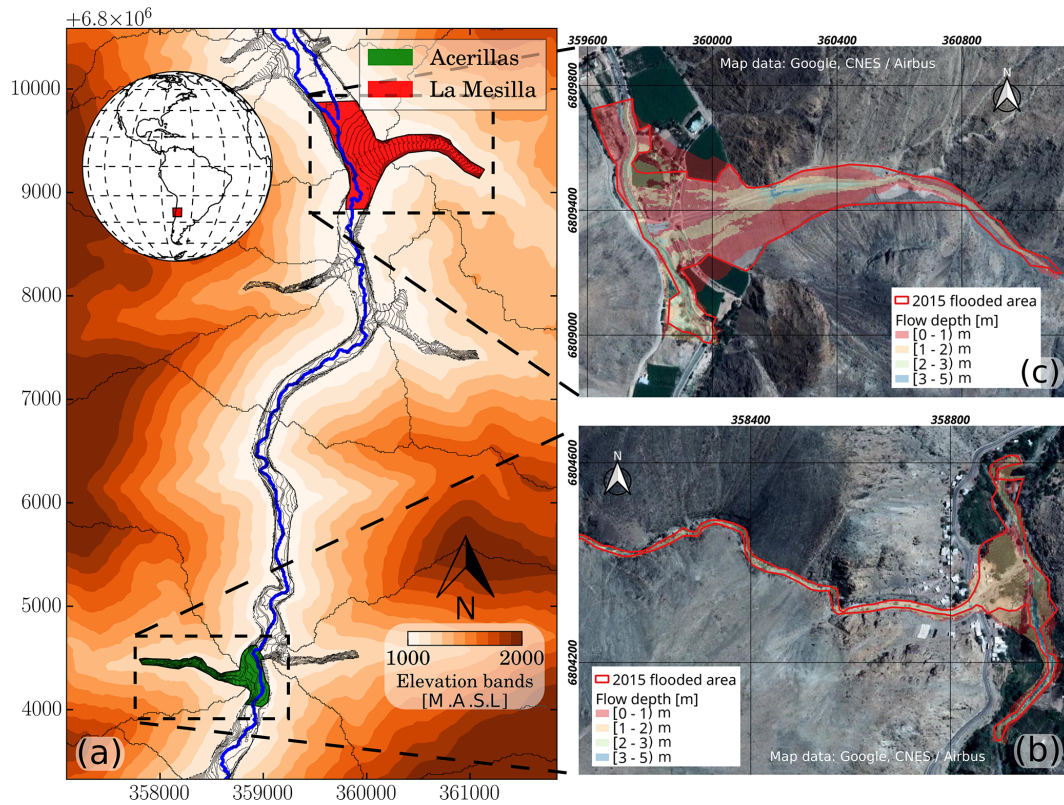 +6.8×10⁶
10000
9000
8000
7000
6000
5000
4000
358000
359000
360000
361000
Acerillas
La Mesilla
N
1000
2000
Elevation bands
[M.A.S.L]
(a)
359600
360000
360400
360800
6809800
6809400
6809000
Map data: Google, CNES / Airbus
N
2015 flooded area
Flow depth [m]
[0 - 1) m
[1 - 2) m
[2 - 3) m
[3 - 5) m
(c)
358400
358800
6804600
6804200
N
2015 flooded area
Flow depth [m]
[0 - 1) m
[1 - 2) m
[2 - 3) m
[3 - 5) m
Map data: Google, CNES / Airbus
(b)